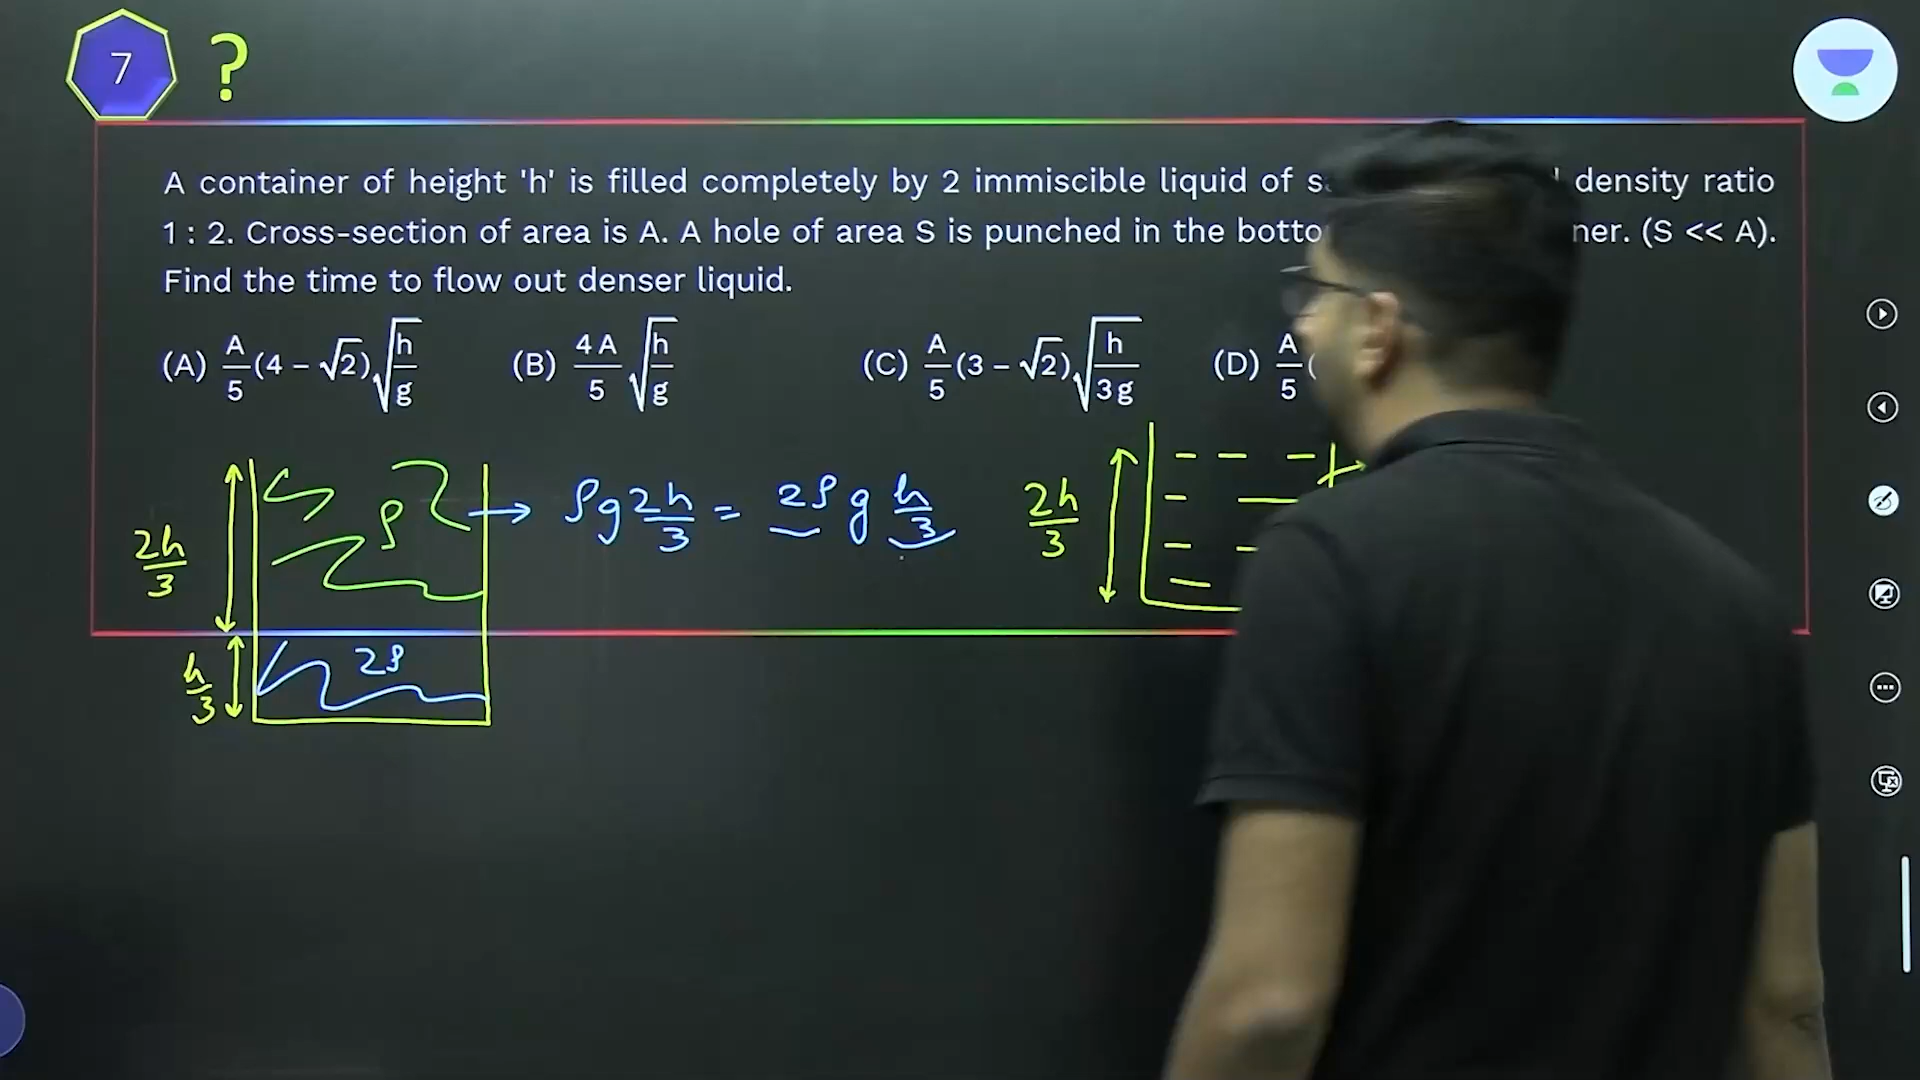 7 ?
A container of height 'h' is filled completely by 2 immiscible liquid of density ratio
1 : 2. Cross-section of area is A. A hole of area S is punched in the (S << A).
Find the time to flow out denser liquid.
(A) A/5 (4 – √2) √(h/g) (B) 4A/5 √(h/g) (C) A/5 (3 – √2) √(h/3g) (D) A/5 (
2h/3 ρ → ρg 2h/3 = 2ρ g h/3 2h/3
h/3 2ρ